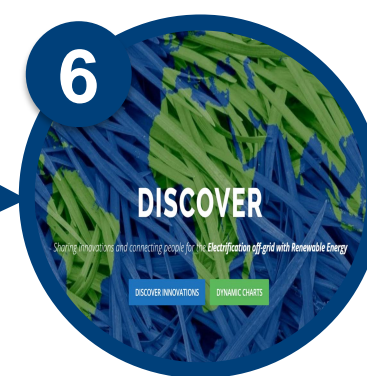 6
DISCOVER
Sharing innovations and connecting people for the Electrification off-grid with Renewable Energy
DISCOVER INNOVATIONS DYNAMIC CHARTS